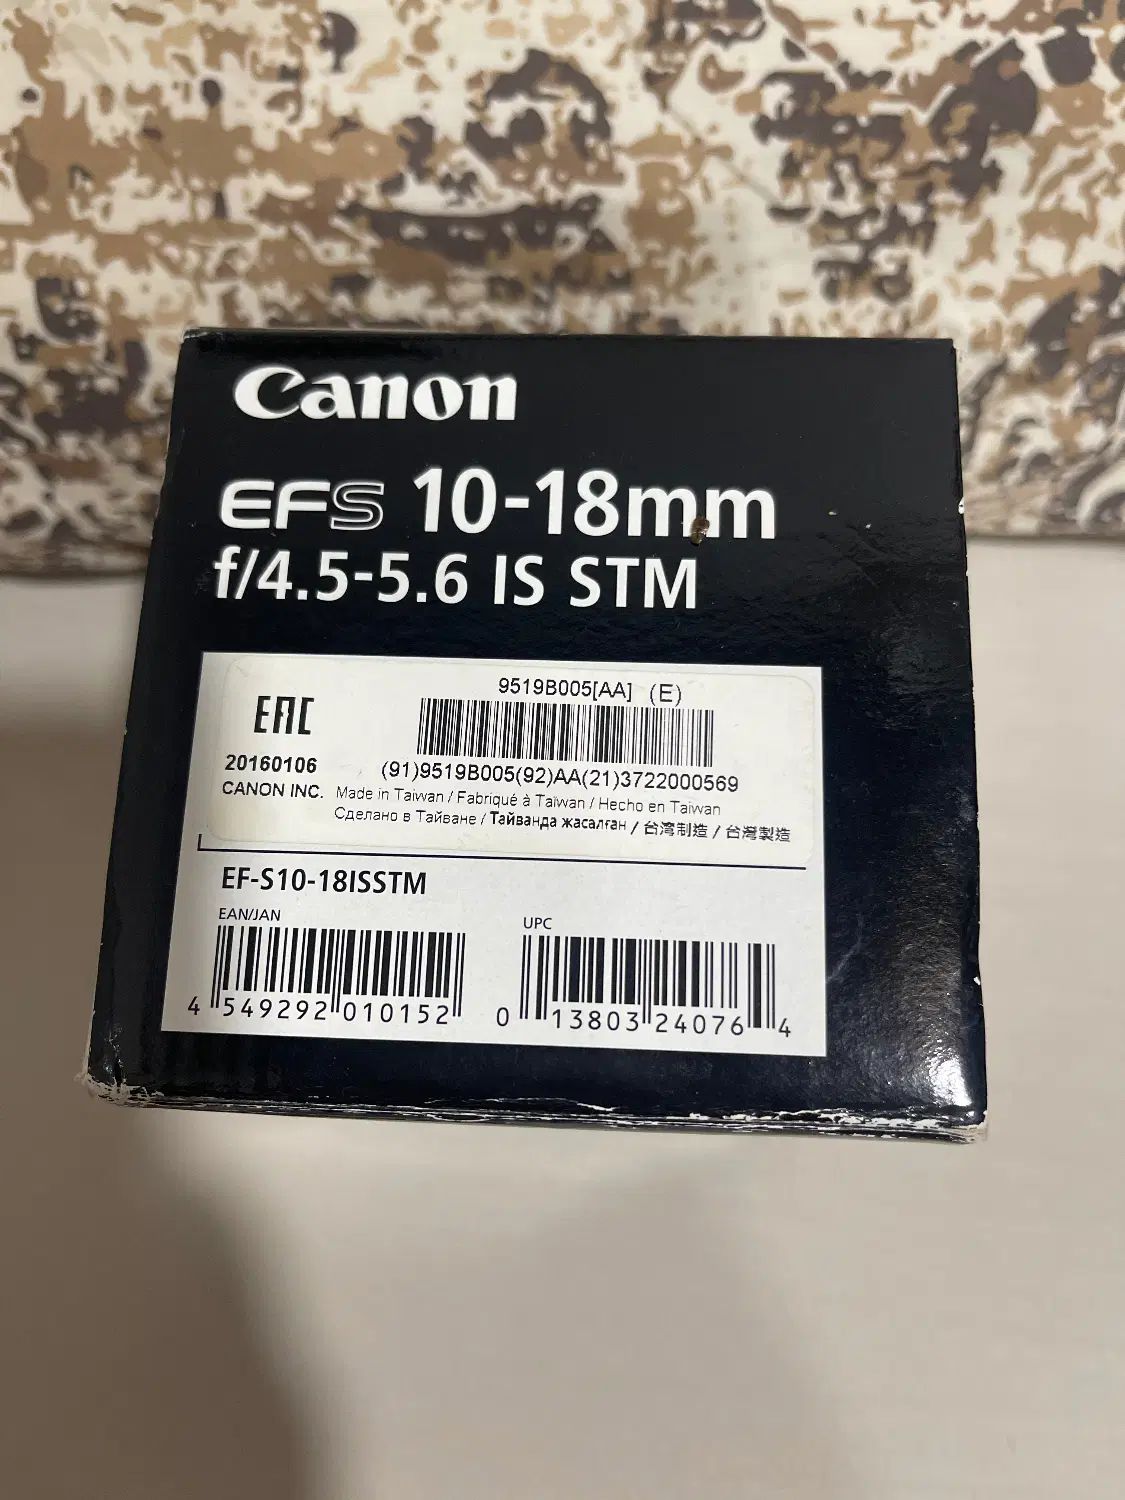 Canon
EFS 10-18mm
f/4.5-5.6 IS STM
9519B005[AA] (E)
EAC
20160106
(91)9519B005(92)AA(21)3722000569
CANON INC. Made in Taiwan / Fabriqué à Taïwan / Hecho en Taiwan
Сделано в Тайване / Тайванда жасалған / 台湾制造 / 台灣製造
EF-S10-18ISSTM
EAN/JAN
UPC
4 549292 010152
0 13803 24076 4